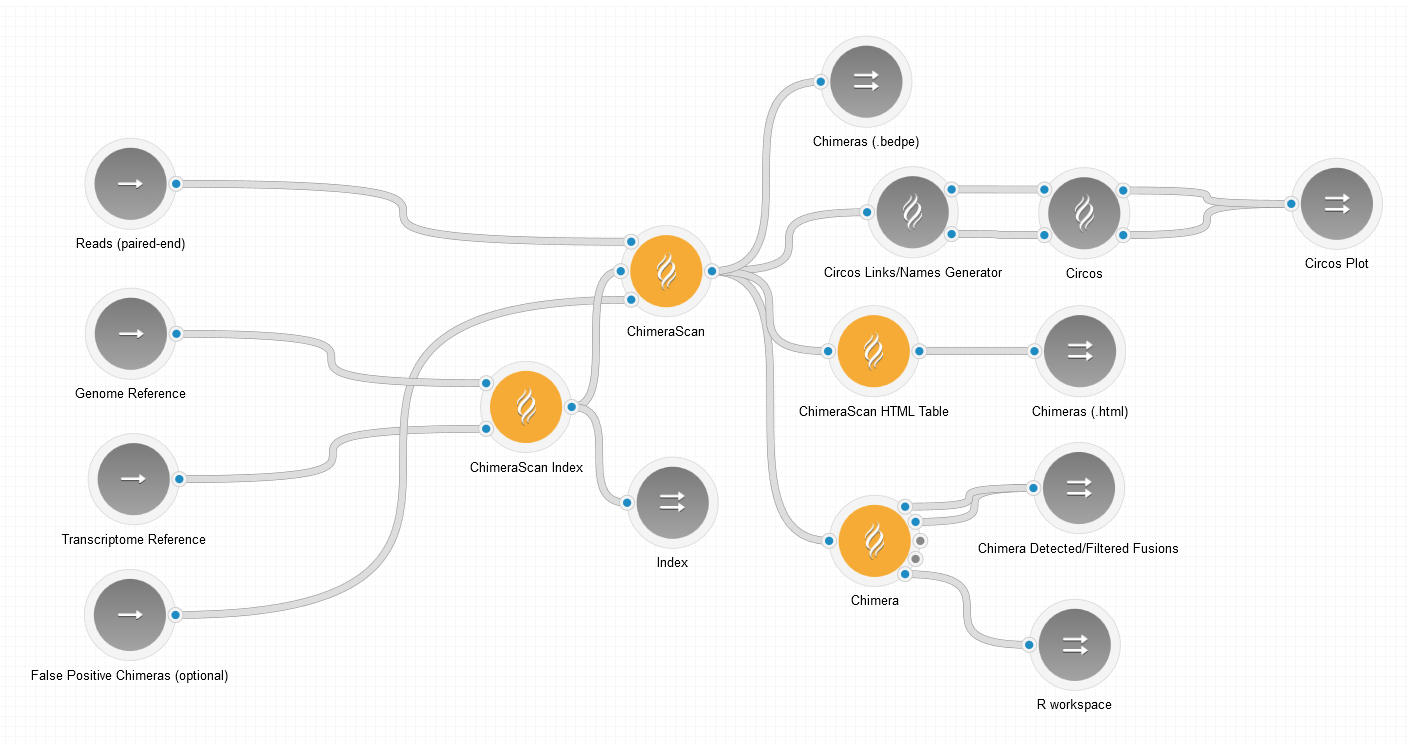 Chimeras (.bedpe)
Reads (paired-end)
Circos Links/Names Generator
Circos
Circos Plot
ChimeraScan
Genome Reference
ChimeraScan HTML Table
Chimeras (.html)
ChimeraScan Index
Transcriptome Reference
Index
Chimera Detected/Filtered Fusions
Chimera
False Positive Chimeras (optional)
R workspace